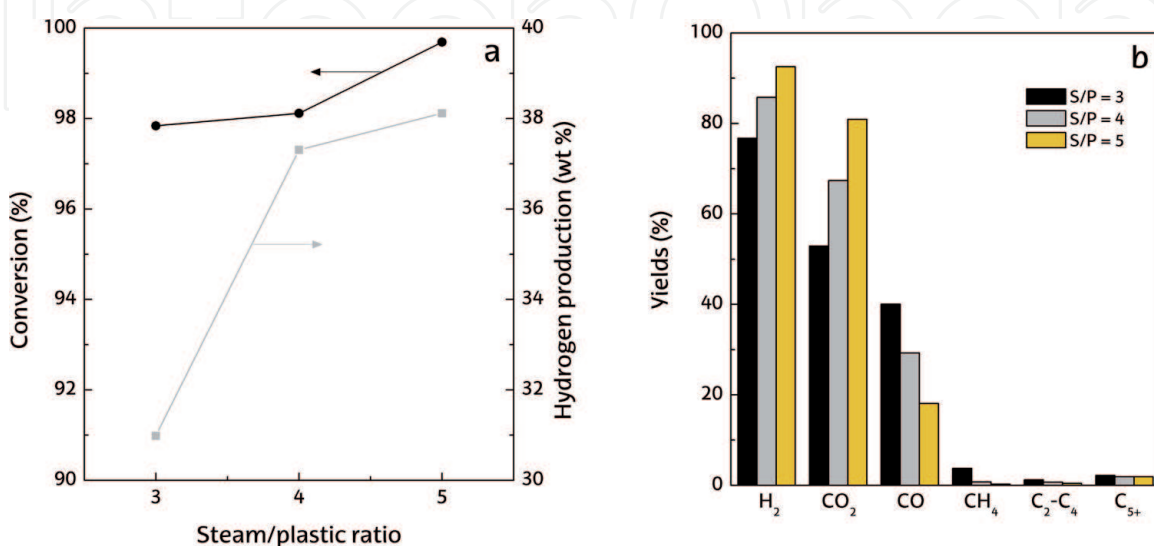 a
100
98
96
94
92
90
Conversion (%)
40
38
36
34
32
30
Hydrogen production (wt %)
3
4
5
Steam/plastic ratio
b
100
80
60
40
20
0
Yields (%)
S/P = 3
S/P = 4
S/P = 5
H₂
CO₂
CO
CH₄
C₂-C₄
C₅₊